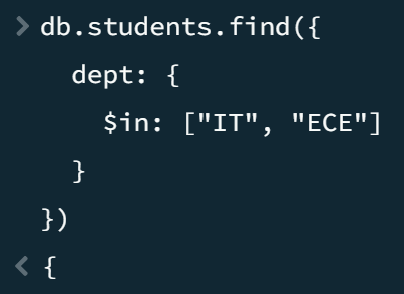 > db.students.find({
dept: {
$in: ["IT", "ECE"]
}
})
< {